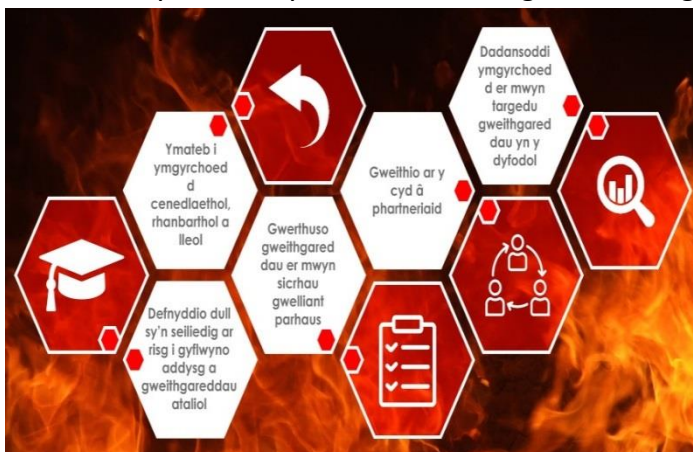 Ymateb i
ymgyrchoed
d
cenedlaethol,
rhanbarthol a
lleol
Defnyddio dull
sy'n seiliedig ar
risg i gyflwyno
addysg a
gweithgareddau
ataliol
Gwerthuso
gweithgared
dau er mwyn
sicrhau
gwelliant
parhaus
Gweithio ar y
cyd â
phartneriaid
Dadansoddi
ymgyrchoed
d er mwyn
targedu
gweithgared
dau yn y
dyfodol